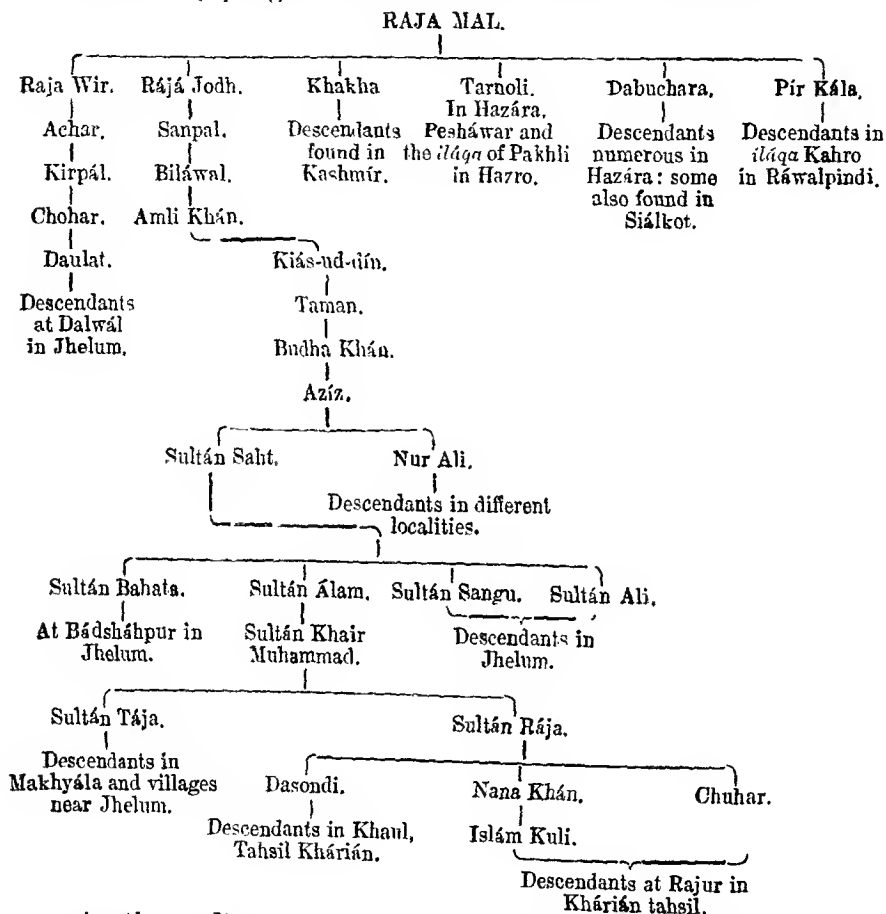 RAJA MAL.
Raja Wir. Rájá Jodh. Khakha Tarnoli. Dabuchara. Pír Kála.
In Hazára,
Achar. Sanpal. Descendants Pesháwar and Descendants Descendants in
found in the iláqa of Pakhli numerous in iláqa Kahro
Kirpál. Biláwal. Kashmír. in Hazro. Hazára: some in Ráwalpindi.
also found in
Chohar. Amli Khán. Siálkot.
Daulat. Kiás-ud-dín.
Descendants Taman.
at Dalwál
in Jhelum. Budha Khán.
Azíz.
Sultán Saht. Nur Ali.
Descendants in different
localities.
Sultán Bahata. Sultán Álam. Sultán Sangu. Sultán Ali.
At Bádsháhpur in Sultán Khair Descendants in
Jhelum. Muhammad. Jhelum.
Sultán Tája. Sultán Rája.
Descendants in
Makhyála and villages Dasondi. Nana Khán. Chuhar.
near Jhelum.
Descendants in Khaul, Islám Kuli.
Tahsil Khárián.
Descendants at Rajur in
Khárián tahsil.